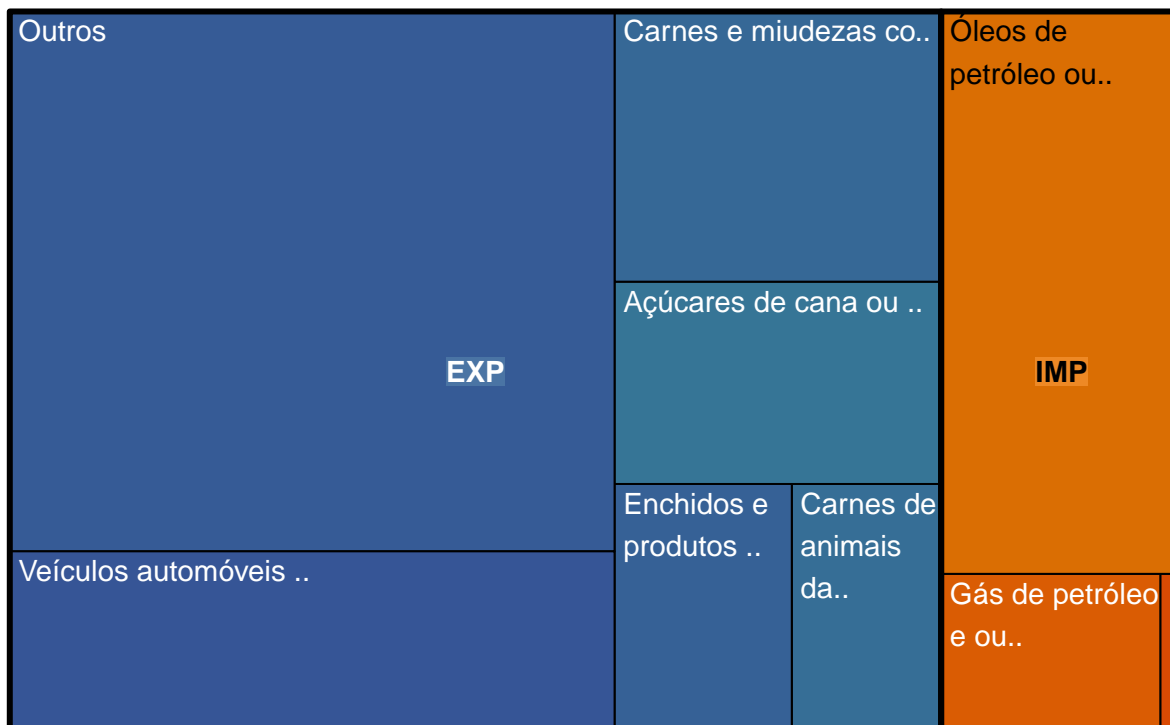 Outros
Carnes e miudezas co..
Óleos de
petróleo ou..
Açúcares de cana ou ..
EXP
IMP
Enchidos e
produtos ..
Carnes de
animais
da..
Veículos automóveis ..
Gás de petróleo
e ou..